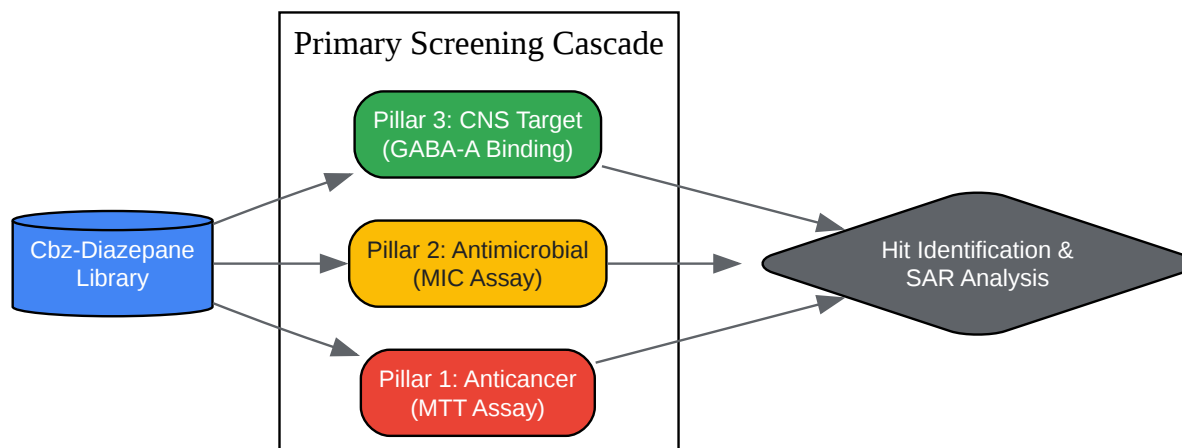 Primary Screening Cascade
Pillar 3: CNS Target
(GABA-A Binding)
Cbz-Diazepane
Library
Pillar 2: Antimicrobial
(MIC Assay)
Hit Identification &
SAR Analysis
Pillar 1: Anticancer
(MTT Assay)